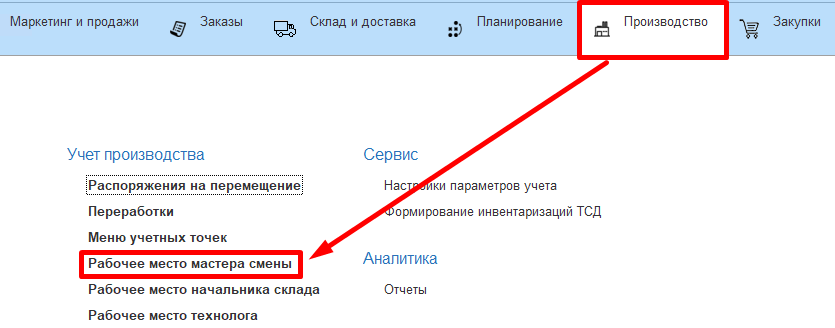 Маркетинг и продажи Заказы Склад и доставка Планирование Производство Закупки
Учет производства
Распоряжения на перемещение
Переработки
Меню учетных точек
Рабочее место мастера смены
Рабочее место начальника склада
Рабочее место технолога
Сервис
Настройки параметров учета
Формирование инвентаризаций ТСД
Аналитика
Отчеты